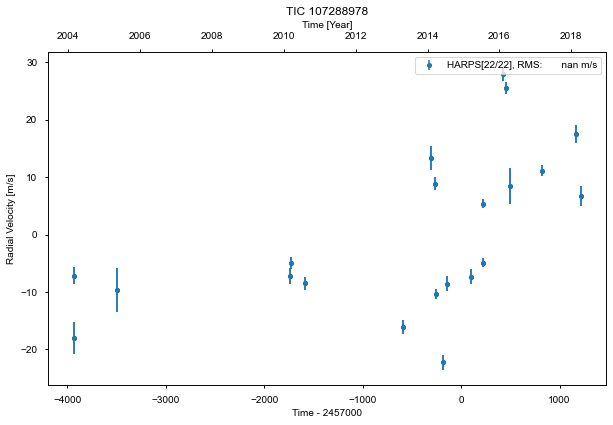 TIC 107288978
Time [Year]
2004 2005 2008 2010 2012 2014 2016 2018
HARPS[22/22], RMS: nan m/s
Radial Velocity [m/s]
30
20
10
0
−10
−20
−4000 −3000 −2000 −1000 0 1000
Time - 2457000